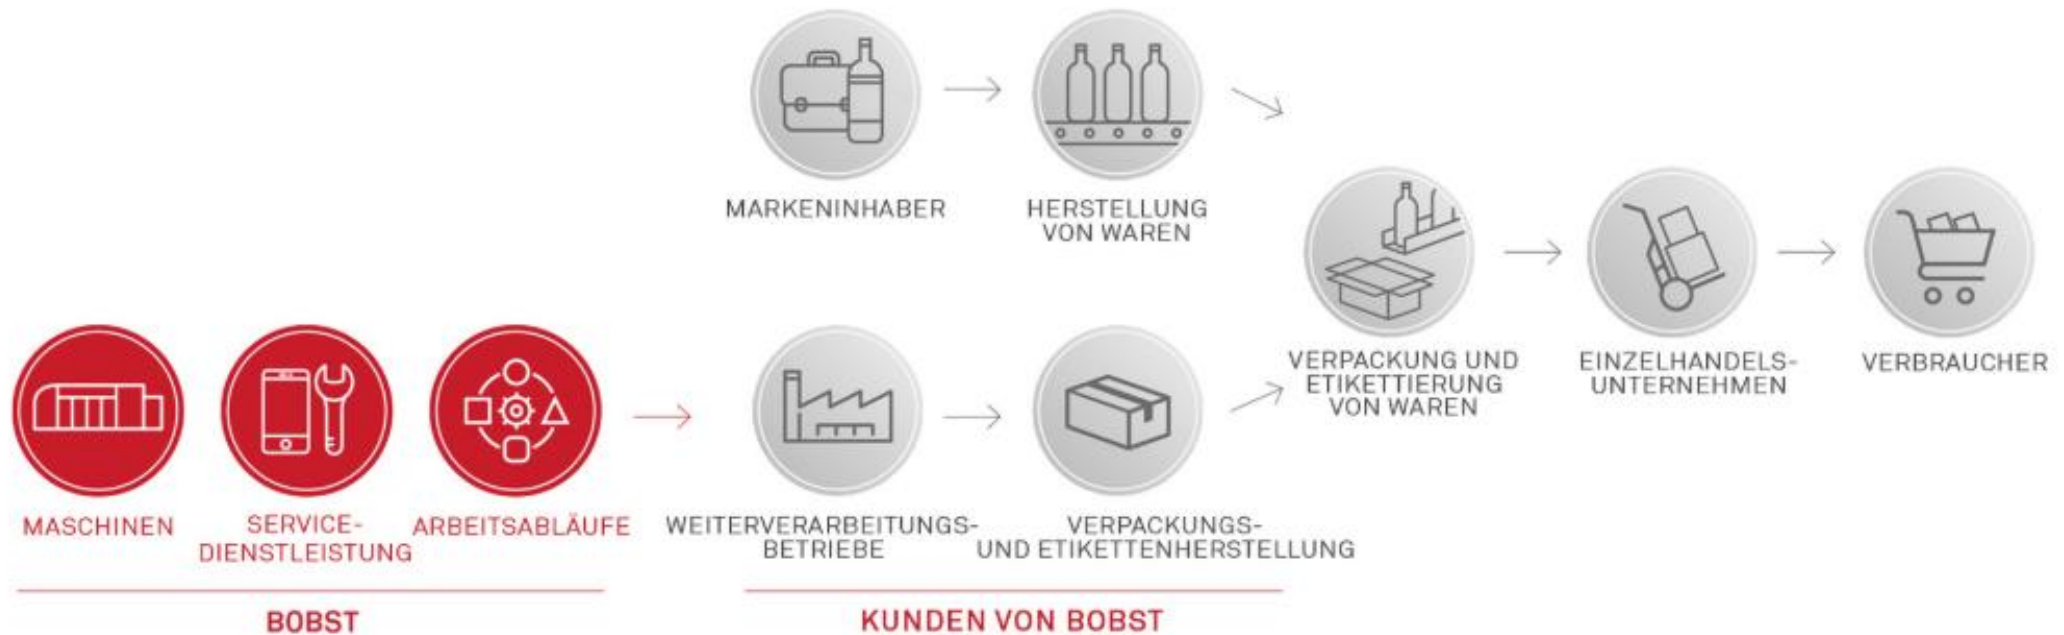 MARKENINHABER
HERSTELLUNG
VON WAREN
VERPACKUNG UND
ETIKETTIERUNG
VON WAREN
EINZELHANDELS-
UNTERNEHMEN
VERBRAUCHER
MASCHINEN
SERVICE-
DIENSTLEISTUNG
ARBEITSABLÄUFE
WEITERVERARBEITUNGS-
BETRIEBE
VERPACKUNGS-
UND ETIKETTENHERSTELLUNG
BOBST
KUNDEN VON BOBST